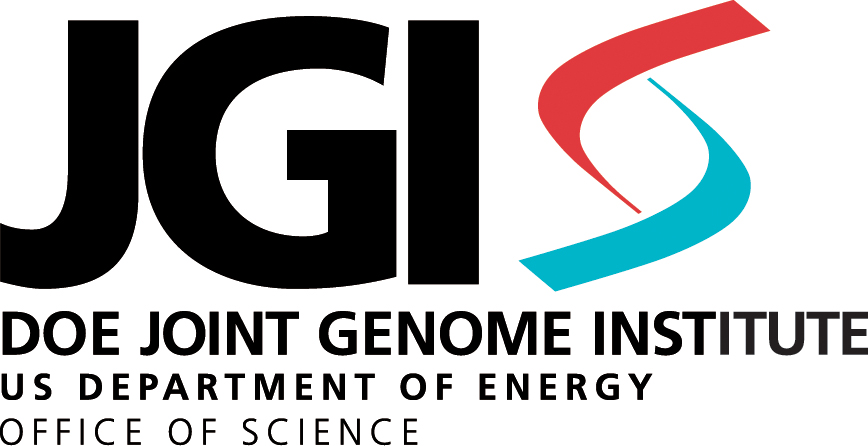 JGI
DOE JOINT GENOME INSTITUTE
US DEPARTMENT OF ENERGY
OFFICE OF SCIENCE